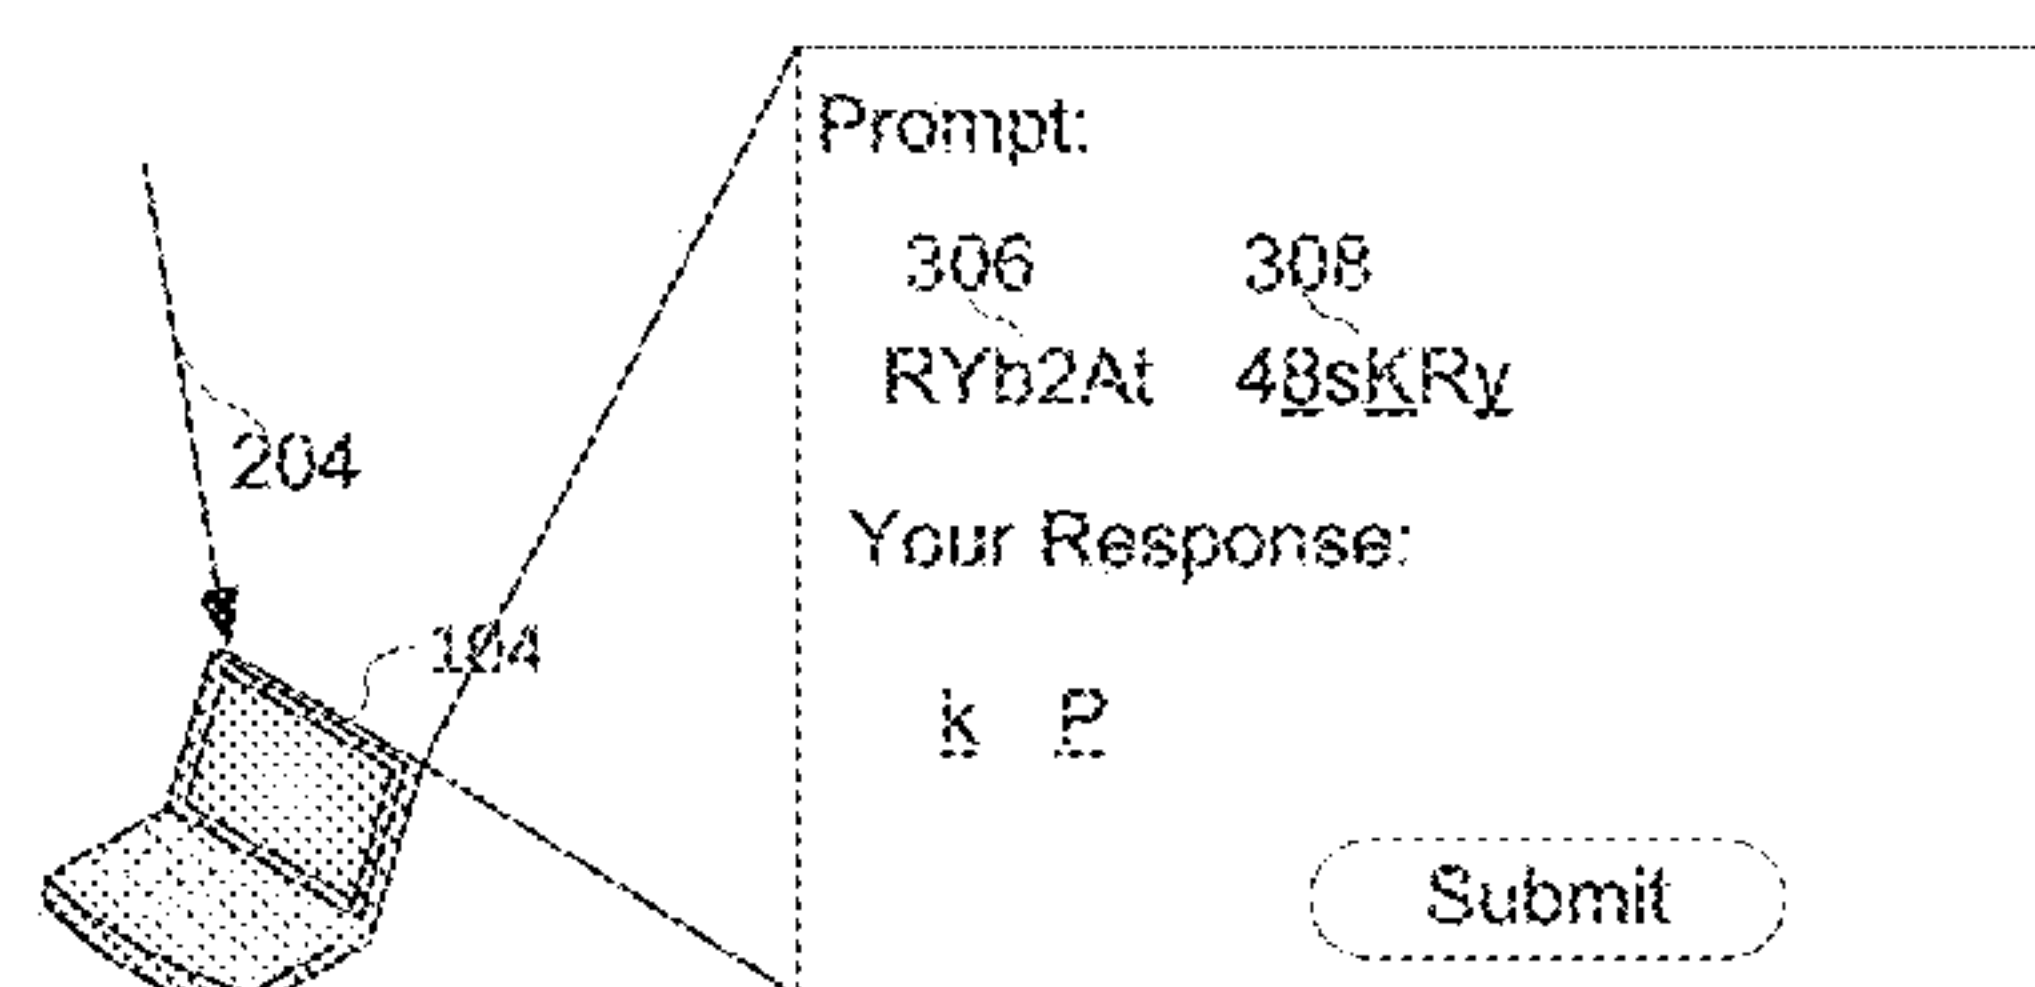 Prompt:
306 308
RYb2At 48sKRy
204
Your Response:
104
k P
Submit